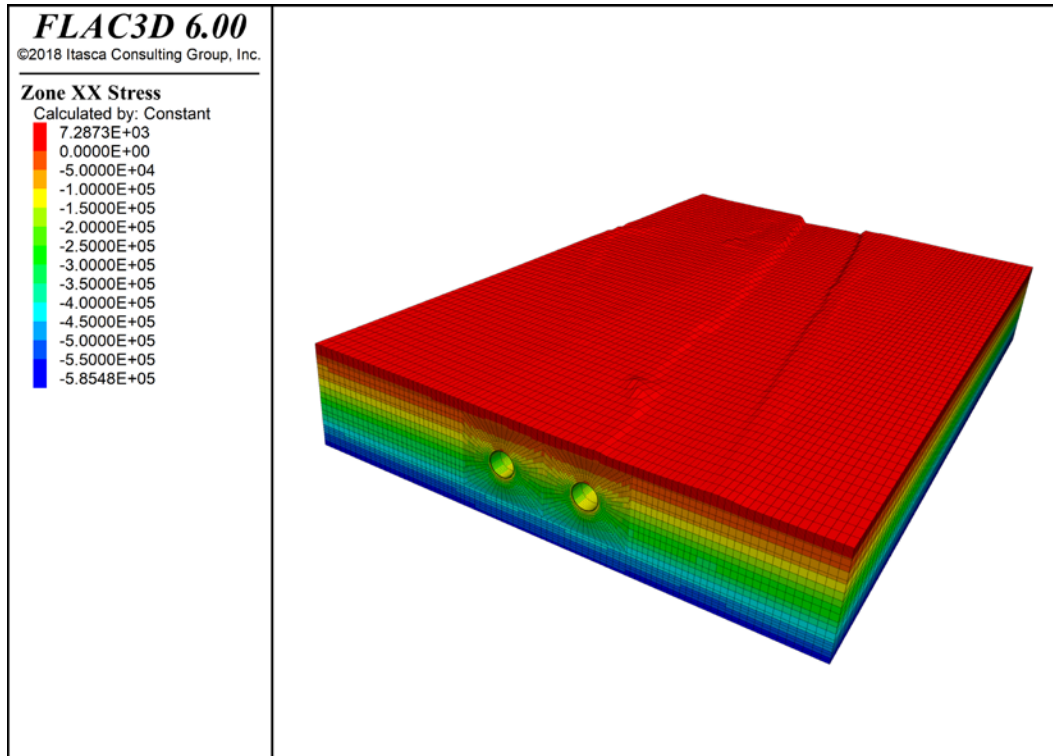 FLAC3D 6.00
©2018 Itasca Consulting Group, Inc.
Zone XX Stress
Calculated by: Constant
7.2873E+03
0.0000E+00
-5.0000E+04
-1.0000E+05
-1.5000E+05
-2.0000E+05
-2.5000E+05
-3.0000E+05
-3.5000E+05
-4.0000E+05
-4.5000E+05
-5.0000E+05
-5.5000E+05
-5.8548E+05